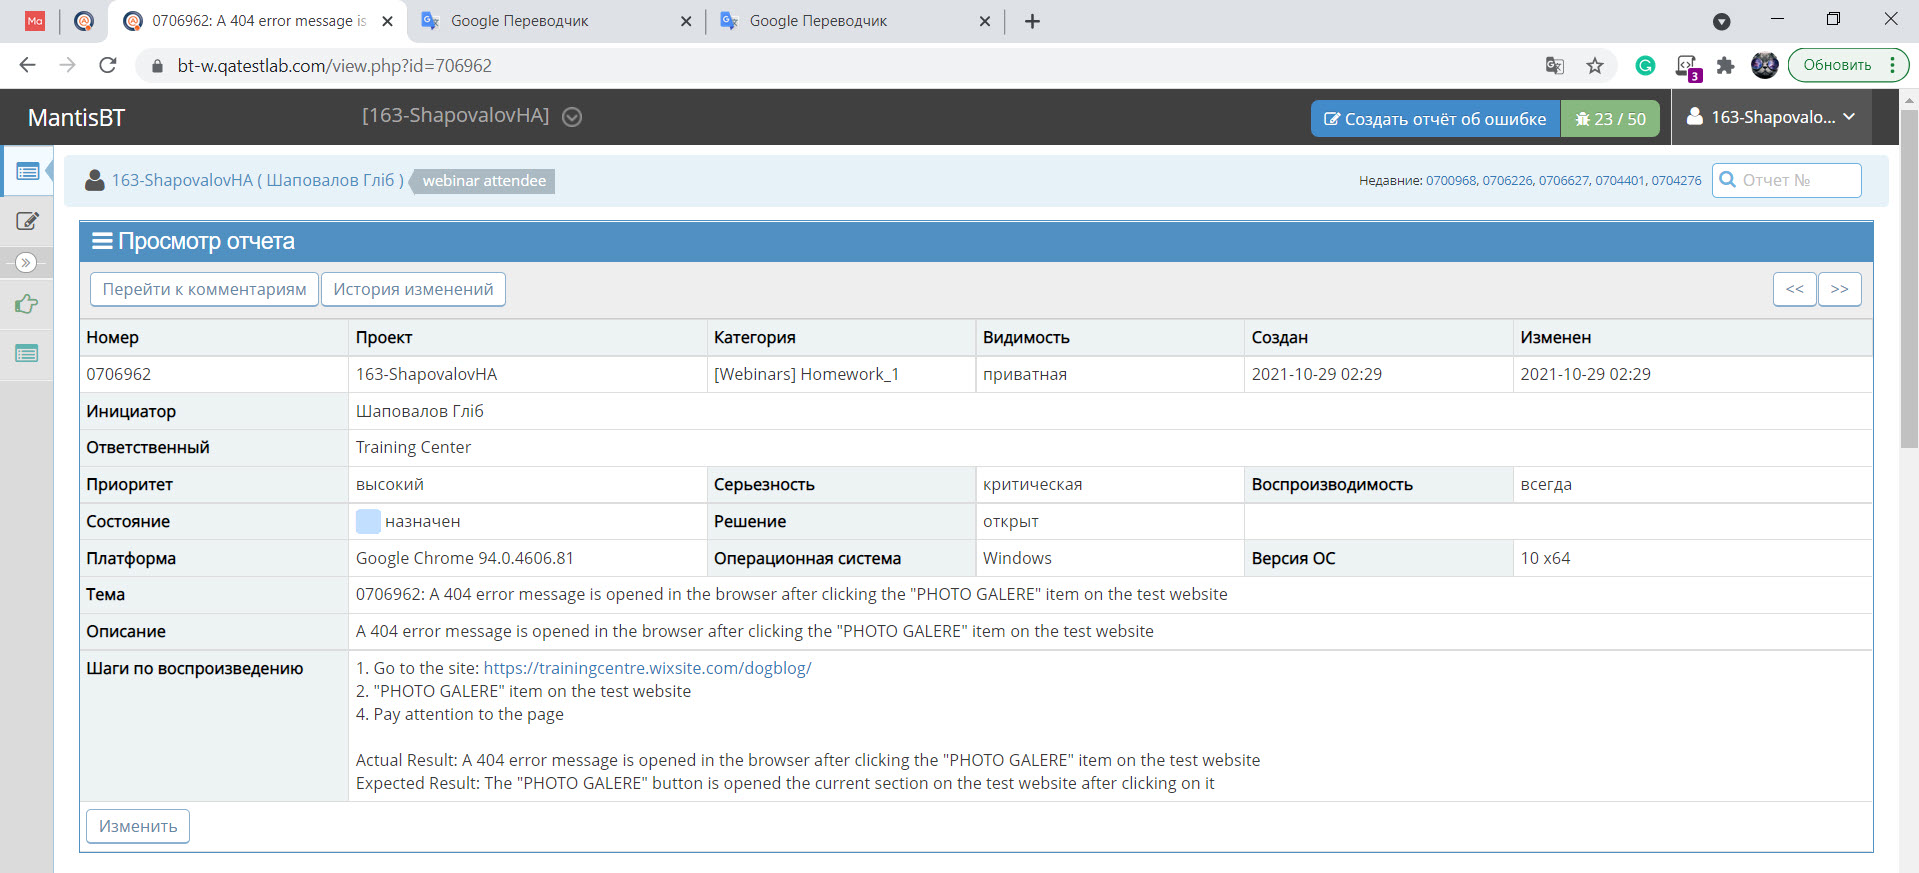 Ma
0706962: A 404 error message is
Google Переводчик
Google Переводчик
bt-w.qatestlab.com/view.php?id=706962
3
Обновить
MantisBT
[163-ShapovalovHA]
Создать отчёт об ошибке
23 / 50
163-Shapovalo...
163-ShapovalovHA ( Шаповалов Гліб )
webinar attendee
Недавние: 0700968, 0706226, 0706627, 0704401, 0704276
Отчет №
Просмотр отчета
Перейти к комментариям
История изменений
<<
>>
Номер Проект Категория Видимость Создан Изменен
0706962 163-ShapovalovHA [Webinars] Homework_1 приватная 2021-10-29 02:29 2021-10-29 02:29
Инициатор Шаповалов Гліб
Ответственный Training Center
Приоритет высокий Серьезность критическая Воспроизводимость всегда
Состояние назначен Решение открыт
Платформа Google Chrome 94.0.4606.81 Операционная система Windows Версия ОС 10 x64
Тема 0706962: A 404 error message is opened in the browser after clicking the "PHOTO GALERE" item on the test website
Описание A 404 error message is opened in the browser after clicking the "PHOTO GALERE" item on the test website
Шаги по воспроизведению 1. Go to the site: https://trainingcentre.wixsite.com/dogblog/
2. "PHOTO GALERE" item on the test website
4. Pay attention to the page
Actual Result: A 404 error message is opened in the browser after clicking the "PHOTO GALERE" item on the test website
Expected Result: The "PHOTO GALERE" button is opened the current section on the test website after clicking on it
Изменить